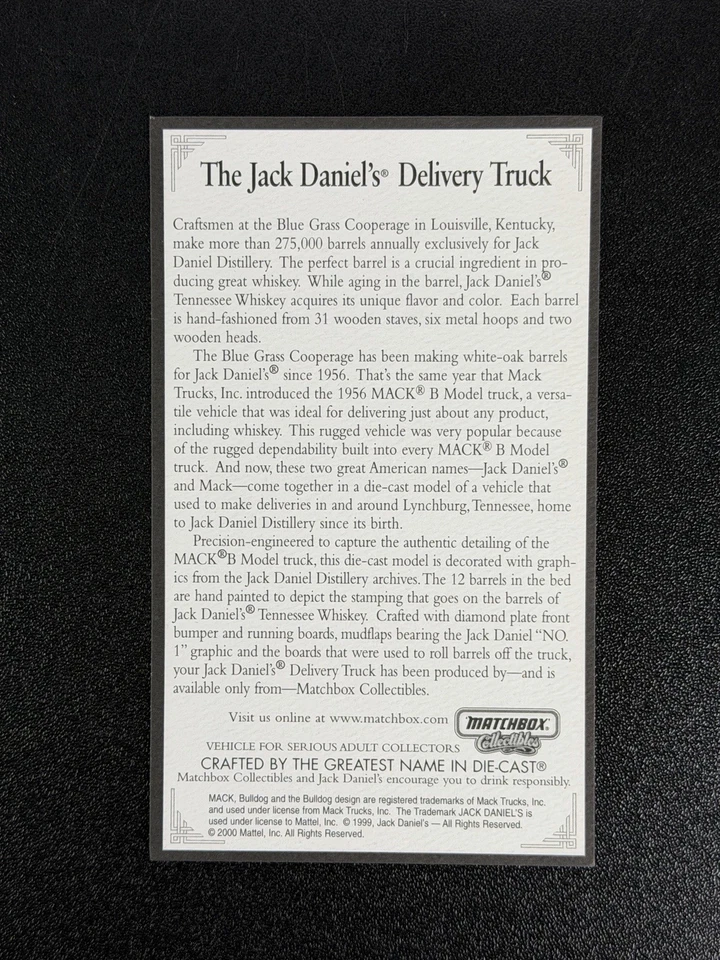 The Jack Daniel's® Delivery Truck
Craftsmen at the Blue Grass Cooperage in Louisville, Kentucky,
make more than 275,000 barrels annually exclusively for Jack
Daniel Distillery. The perfect barrel is a crucial ingredient in pro-
ducing great whiskey. While aging in the barrel, Jack Daniel's®
Tennessee Whiskey acquires its unique flavor and color. Each barrel
is hand-fashioned from 31 wooden staves, six metal hoops and two
wooden heads.
The Blue Grass Cooperage has been making white-oak barrels
for Jack Daniel's® since 1956. That's the same year that Mack
Trucks, Inc. introduced the 1956 MACK® B Model truck, a versa-
tile vehicle that was ideal for delivering just about any product,
including whiskey. This rugged vehicle was very popular because
of the rugged dependability built into every MACK® B Model
truck. And now, these two great American names—Jack Daniel's®
and Mack—come together in a die-cast model of a vehicle that
used to make deliveries in and around Lynchburg, Tennessee, home
to Jack Daniel Distillery since its birth.
Precision-engineered to capture the authentic detailing of the
MACK®B Model truck, this die-cast model is decorated with graph-
ics from the Jack Daniel Distillery archives. The 12 barrels in the bed
are hand painted to depict the stamping that goes on the barrels of
Jack Daniel's® Tennessee Whiskey. Crafted with diamond plate front
bumper and running boards, mudflaps bearing the Jack Daniel "NO.
1" graphic and the boards that were used to roll barrels off the truck,
your Jack Daniel's® Delivery Truck has been produced by—and is
available only from—Matchbox Collectibles.
Visit us online at www.matchbox.com
MATCHBOX®
Collectibles
VEHICLE FOR SERIOUS ADULT COLLECTORS
CRAFTED BY THE GREATEST NAME IN DIE-CAST®
Matchbox Collectibles and Jack Daniel's encourage you to drink responsibly.
MACK, Bulldog and the Bulldog design are registered trademarks of Mack Trucks, Inc.
and used under license from Mack Trucks, Inc. The Trademark JACK DANIEL'S is
used under license to Mattel, Inc. © 1999, Jack Daniel's — All Rights Reserved.
© 2000 Mattel, Inc. All Rights Reserved.